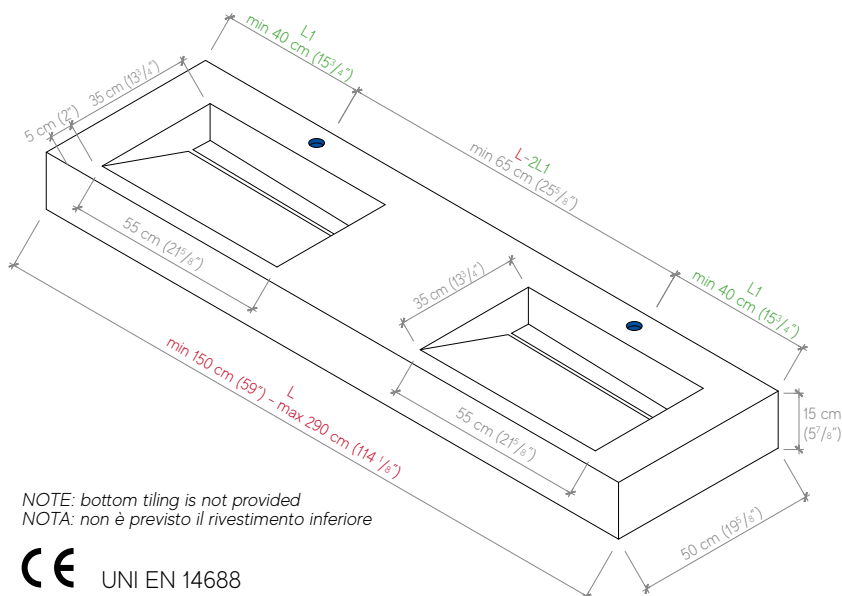 L1
min 40 cm (15³/₄")
35 cm (13³/₄")
5 cm (2")
L-2L1
min 65 cm (25⁵/₈")
55 cm (21⁵/₈")
35 cm (13³/₄")
L1
min 40 cm (15³/₄")
L
min 150 cm (59") - max 290 cm (114 ¹/₈")
55 cm (21⁵/₈")
15 cm
(5⁷/₈")
50 cm (19⁵/₈")
NOTE: bottom tiling is not provided
NOTA: non è previsto il rivestimento inferiore
CE UNI EN 14688